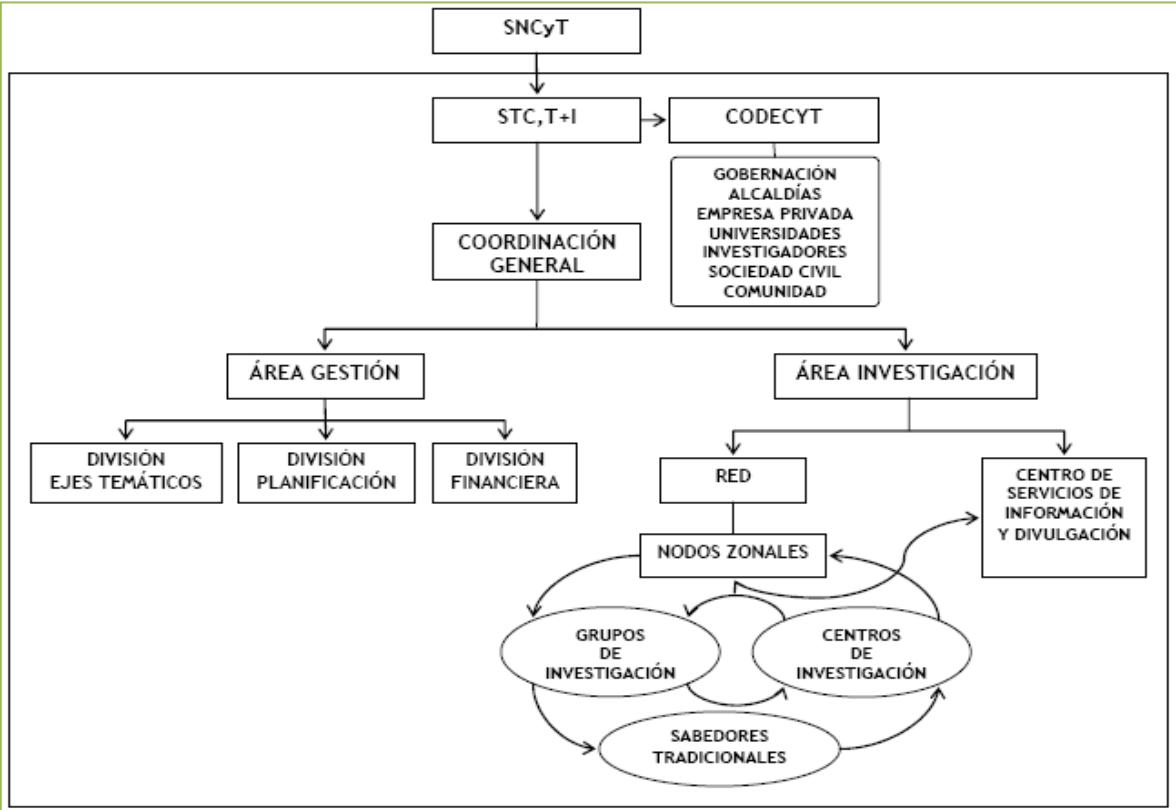 SNCyT
STC,T+I
CODECYT
GOBERNACIÓN
ALCALDÍAS
EMPRESA PRIVADA
UNIVERSIDADES
INVESTIGADORES
SOCIEDAD CIVIL
COMUNIDAD
COORDINACIÓN
GENERAL
ÁREA GESTIÓN
ÁREA INVESTIGACIÓN
DIVISIÓN
EJES TEMÁTICOS
DIVISIÓN
PLANIFICACIÓN
DIVISIÓN
FINANCIERA
RED
CENTRO DE
SERVICIOS DE
INFORMACIÓN
Y DIVULGACIÓN
NODOS ZONALES
GRUPOS
DE
INVESTIGACIÓN
CENTROS
DE
INVESTIGACIÓN
SABEDORES
TRADICIONALES